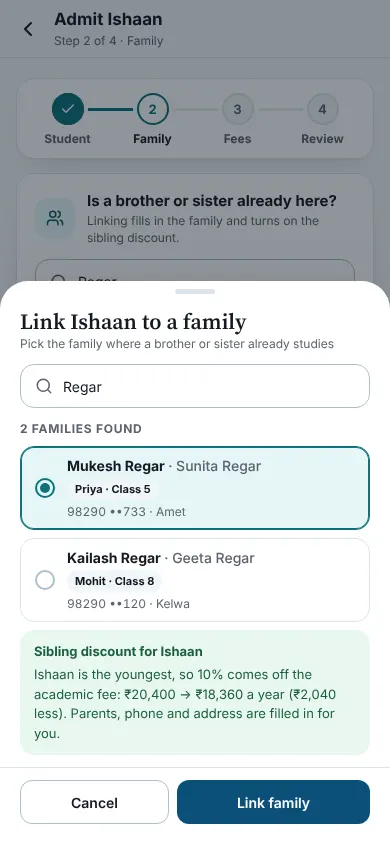 Admit Ishaan
Step 2 of 4 · Family
2
3
4
Student
Family
Fees
Review
Is a brother or sister already here?
Linking fills in the family and turns on the
sibling discount.
Regar
Link Ishaan to a family
Pick the family where a brother or sister already studies
Regar
2 FAMILIES FOUND
Mukesh Regar · Sunita Regar
Priya · Class 5
98290 ••733 · Amet
Kailash Regar · Geeta Regar
Mohit · Class 8
98290 ••120 · Kelwa
Sibling discount for Ishaan
Ishaan is the youngest, so 10% comes off the
academic fee: ₹20,400 → ₹18,360 a year (₹2,040
less). Parents, phone and address are filled in for
you.
Cancel
Link family